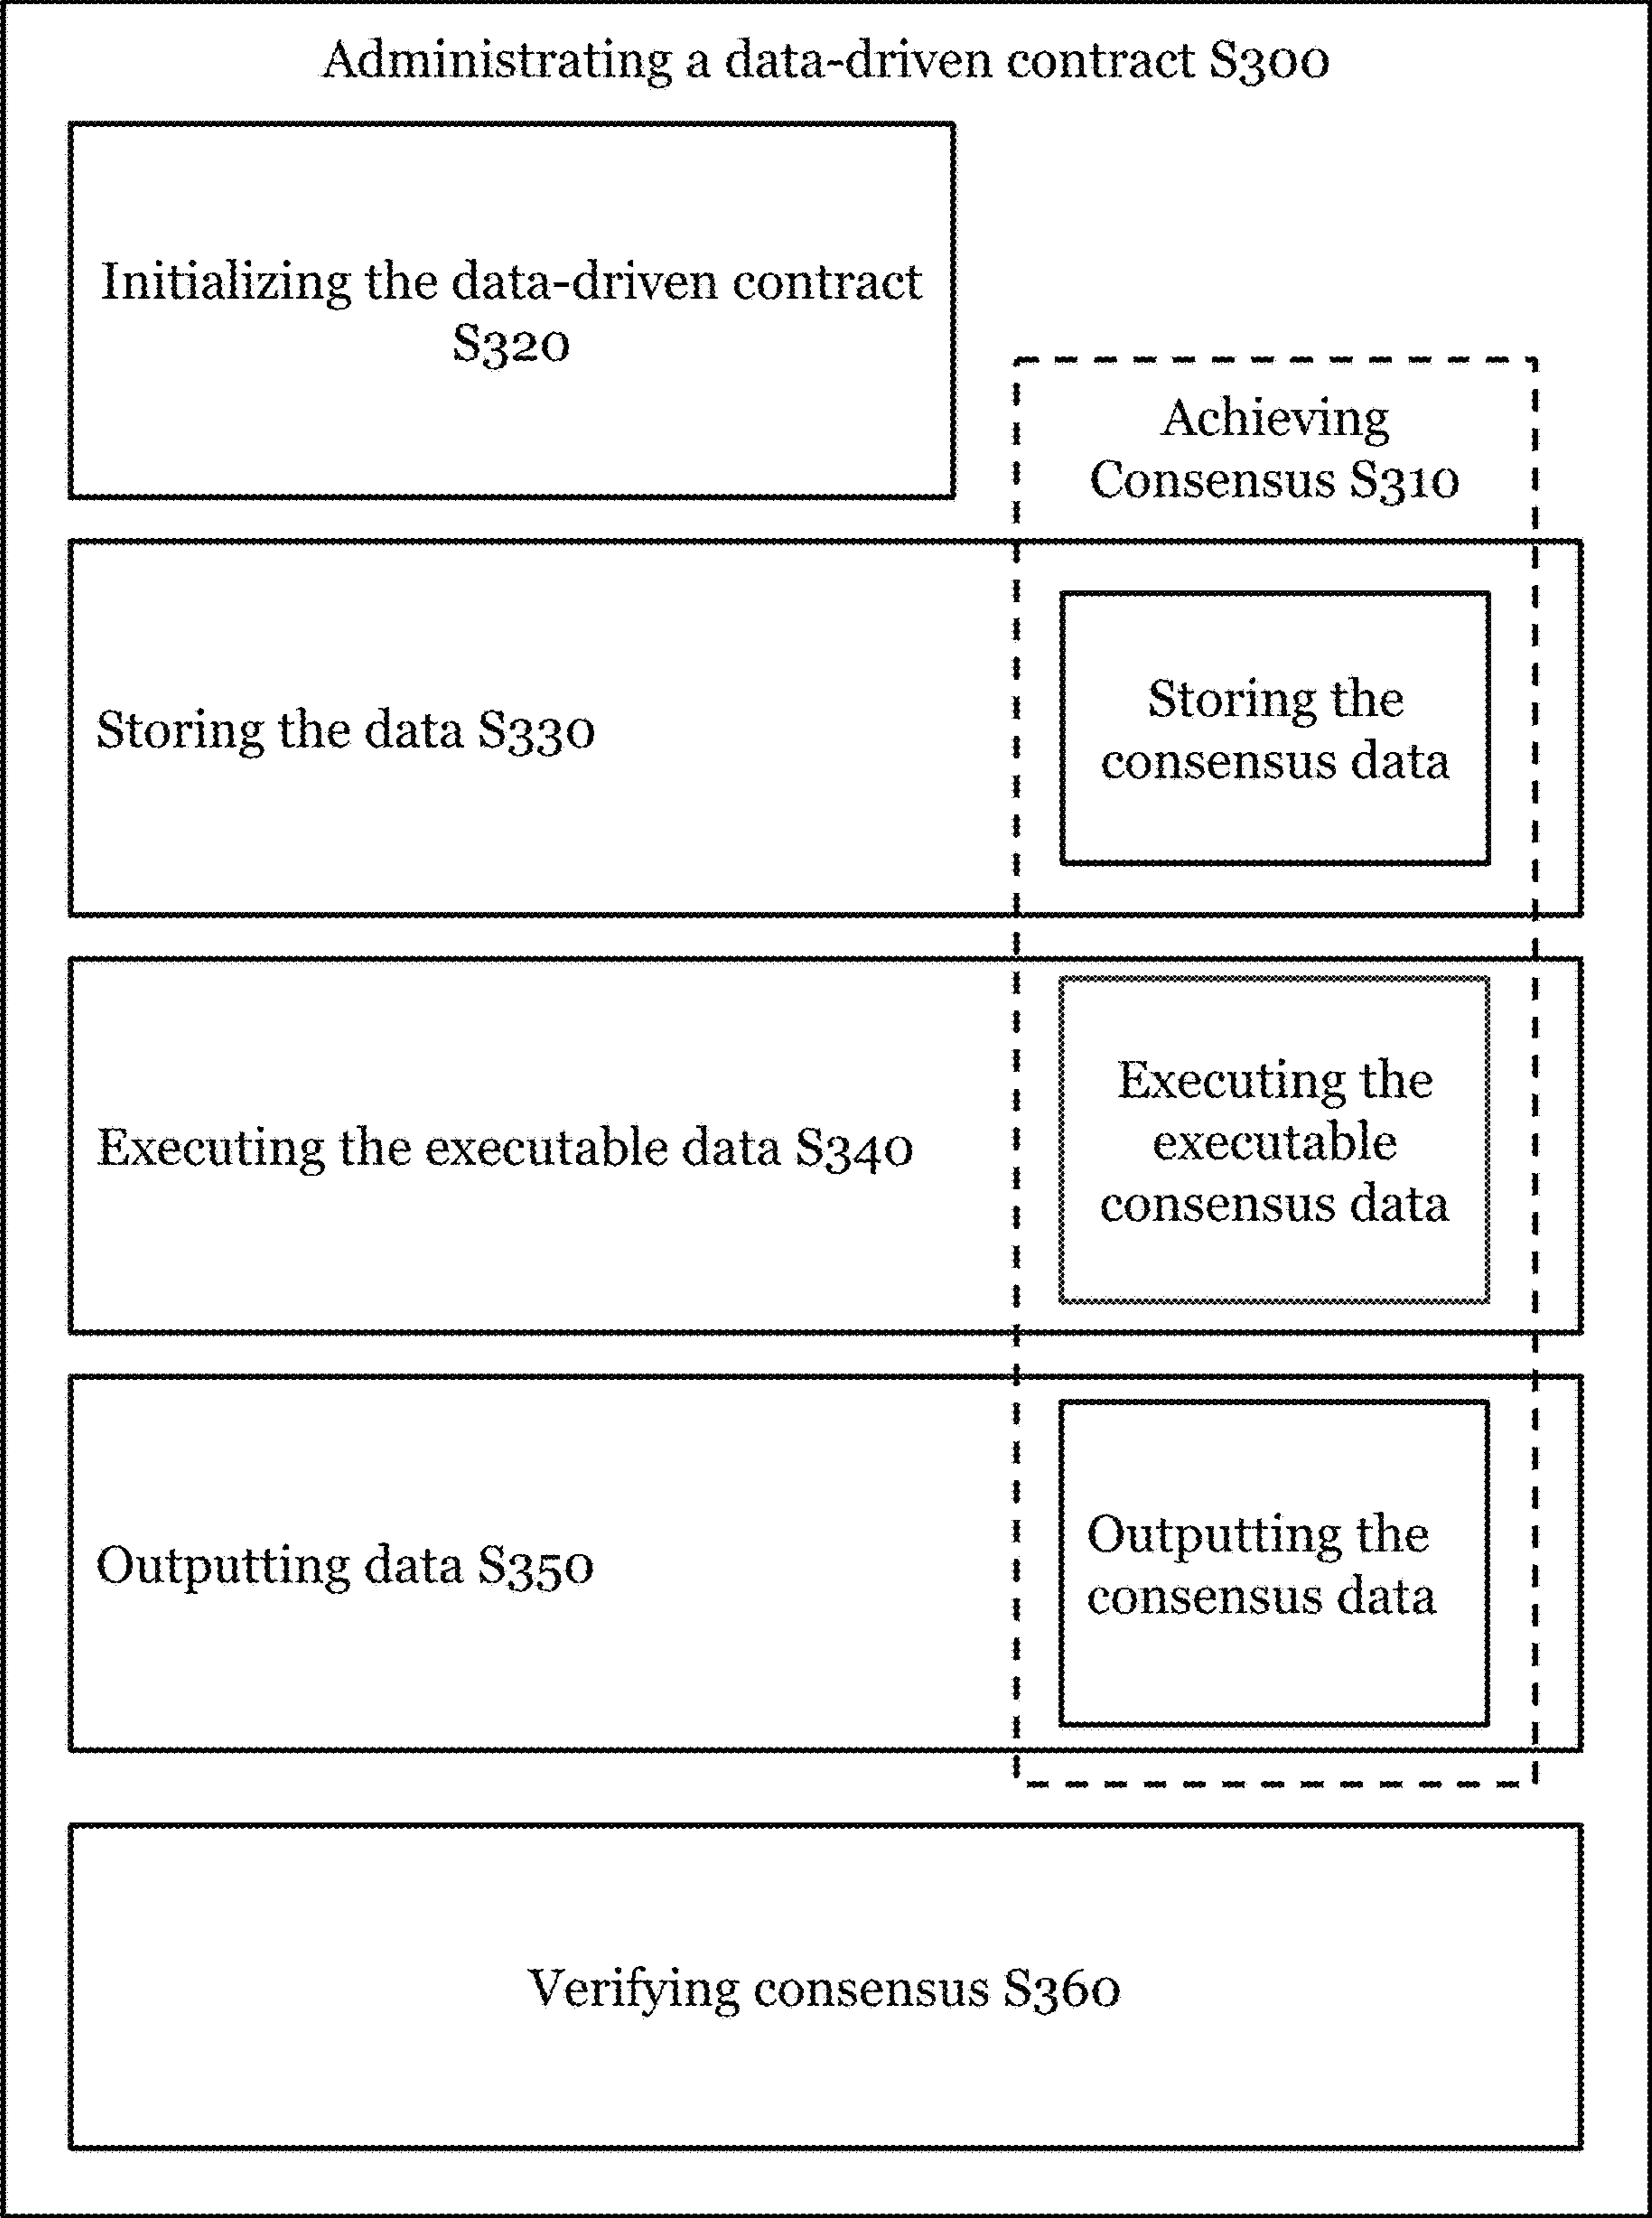 Administrating a data-driven contract S300
Initializing the data-driven contract
S320
Achieving
Consensus S310
Storing the data S330
Storing the
consensus data
Executing the executable data S340
Executing the
executable
consensus data
Outputting data S350
Outputting the
consensus data
Verifying consensus S360